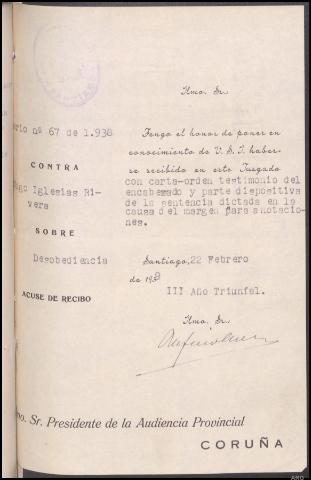 Ilmo. Sr.
rio nº 67 de 1.938
Tengo el honor de poner en
conocimiento de V. S. I. haber-
se recibido en este Juzgado
CONTRA
con carta-orden testimonio del
go Iglesias Ri-
encabezado y parte dispositiva
vera
de la sentencia dictada en la
causa del margen para anotacio-
nes.
SOBRE
Desobediencia
Santiago, 22 Febrero
de 193
ACUSE DE RECIBO
III Año Triunfal.
Ilmo. Sr.
mo. Sr. Presidente de la Audiencia Provincial
CORUÑA